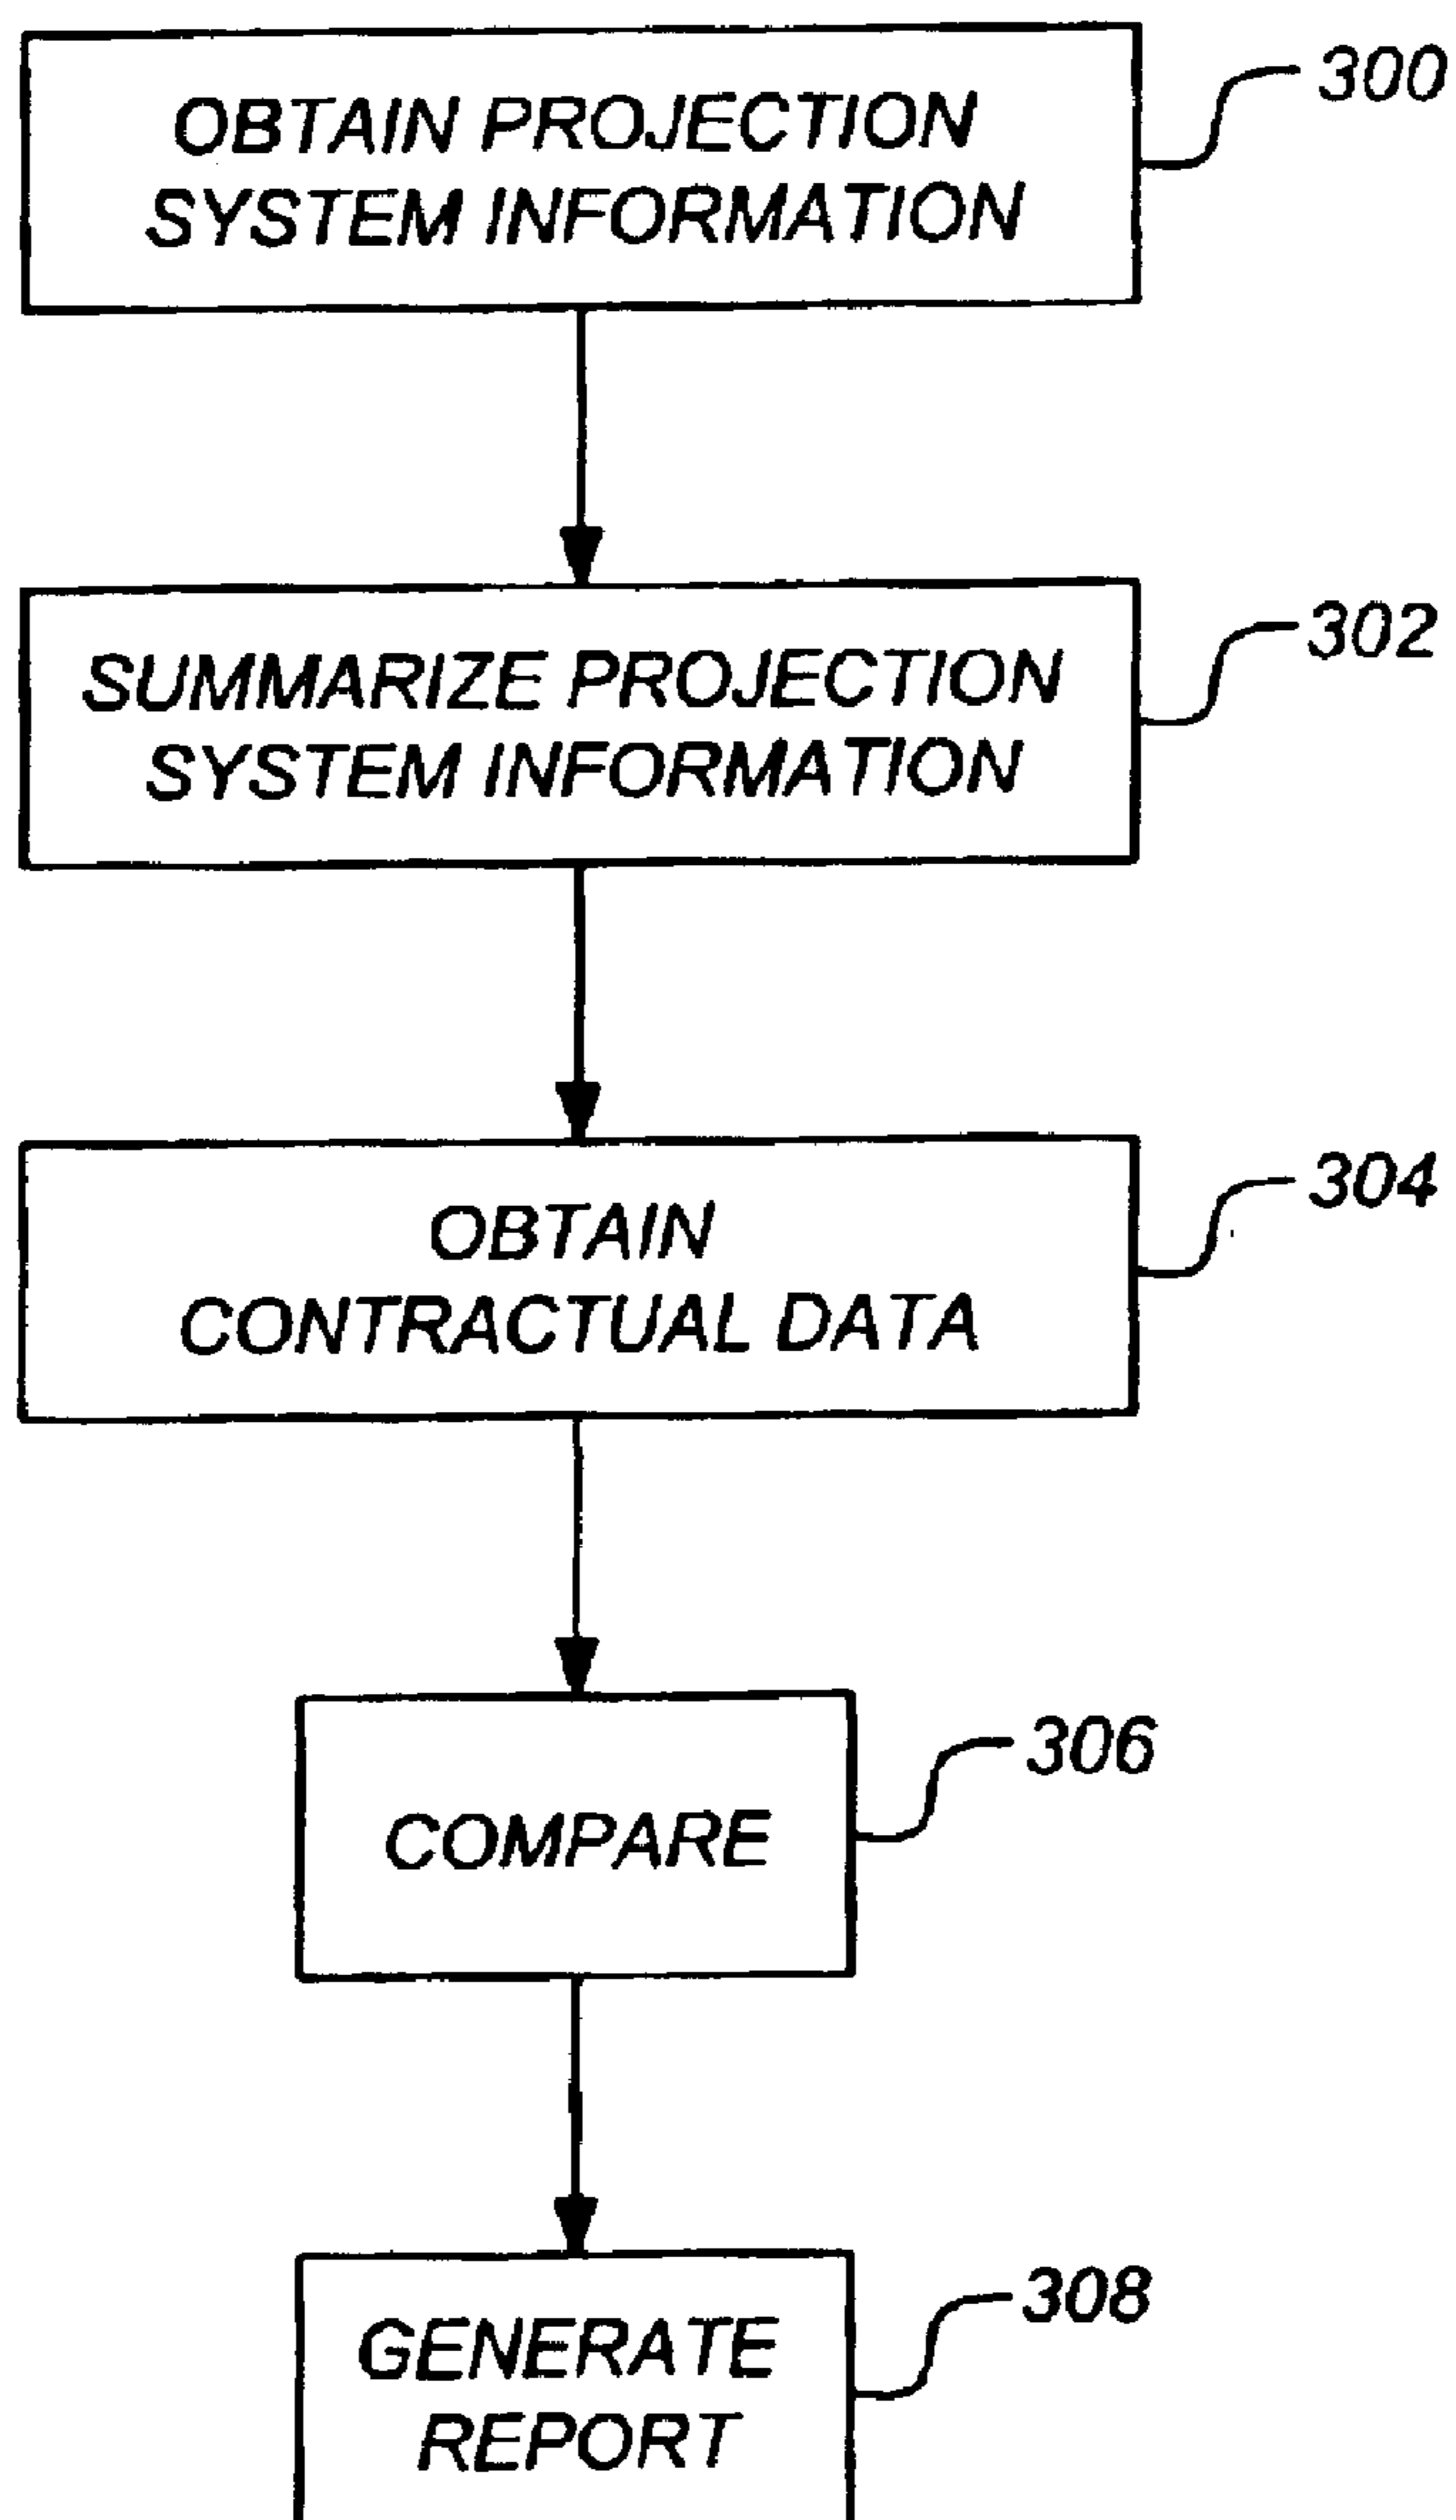 OBTAIN PROJECTION
SYSTEM INFORMATION
300
SUMMARIZE PROJECTION
SYSTEM INFORMATION
302
OBTAIN
CONTRACTUAL DATA
304
COMPARE
306
GENERATE
REPORT
308